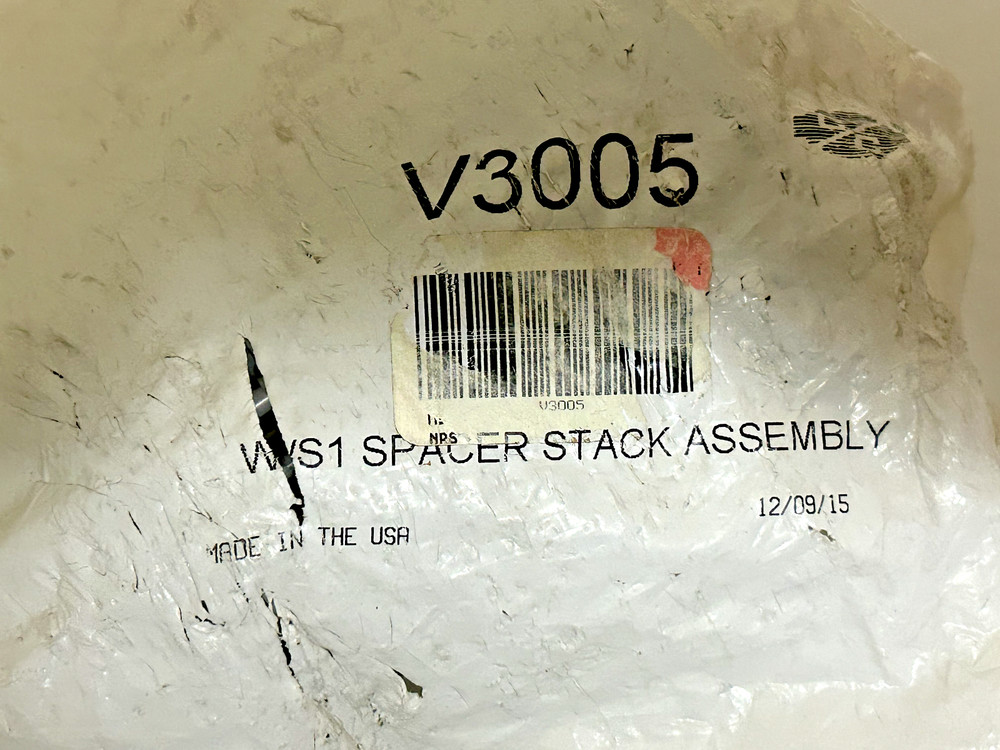 V3005
V3005
NRS
WS1 SPACER STACK ASSEMBLY
12/09/15
MADE IN THE USA